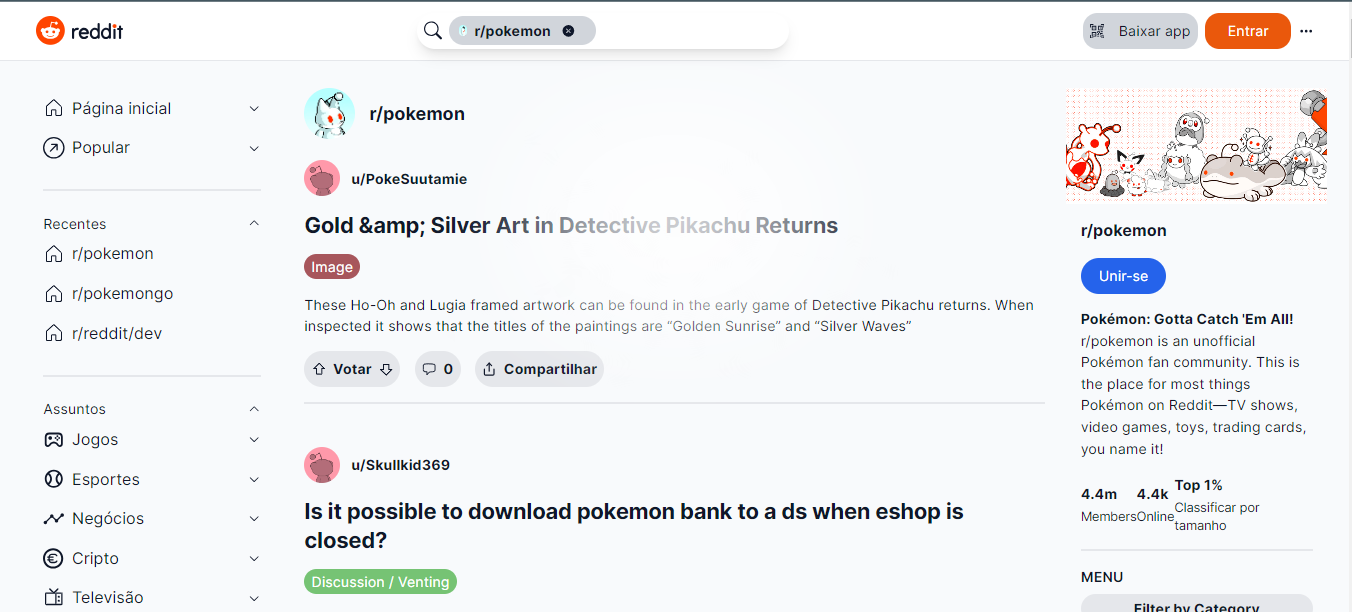 reddit
r/pokemon
Baixar app
Entrar
Página inicial
Popular
Recentes
r/pokemon
r/pokemongo
r/reddit/dev
Assuntos
Jogos
Esportes
Negócios
Cripto
Televisão
r/pokemon
u/PokeSuutamie
Gold &amp;amp; Silver Art in Detective Pikachu Returns
Image
These Ho-Oh and Lugia framed artwork can be found in the early game of Detective Pikachu returns. When
inspected it shows that the titles of the paintings are “Golden Sunrise” and “Silver Waves”
Votar
0
Compartilhar
u/Skullkid369
Is it possible to download pokemon bank to a ds when eshop is
closed?
Discussion / Venting
r/pokemon
Unir-se
Pokémon: Gotta Catch 'Em All!
r/pokemon is an unofficial
Pokémon fan community. This is
the place for most things
Pokémon on Reddit—TV shows,
video games, toys, trading cards,
you name it!
4.4m
Members
4.4k
Online
Top 1%
Classificar por
tamanho
MENU
Filter by Category